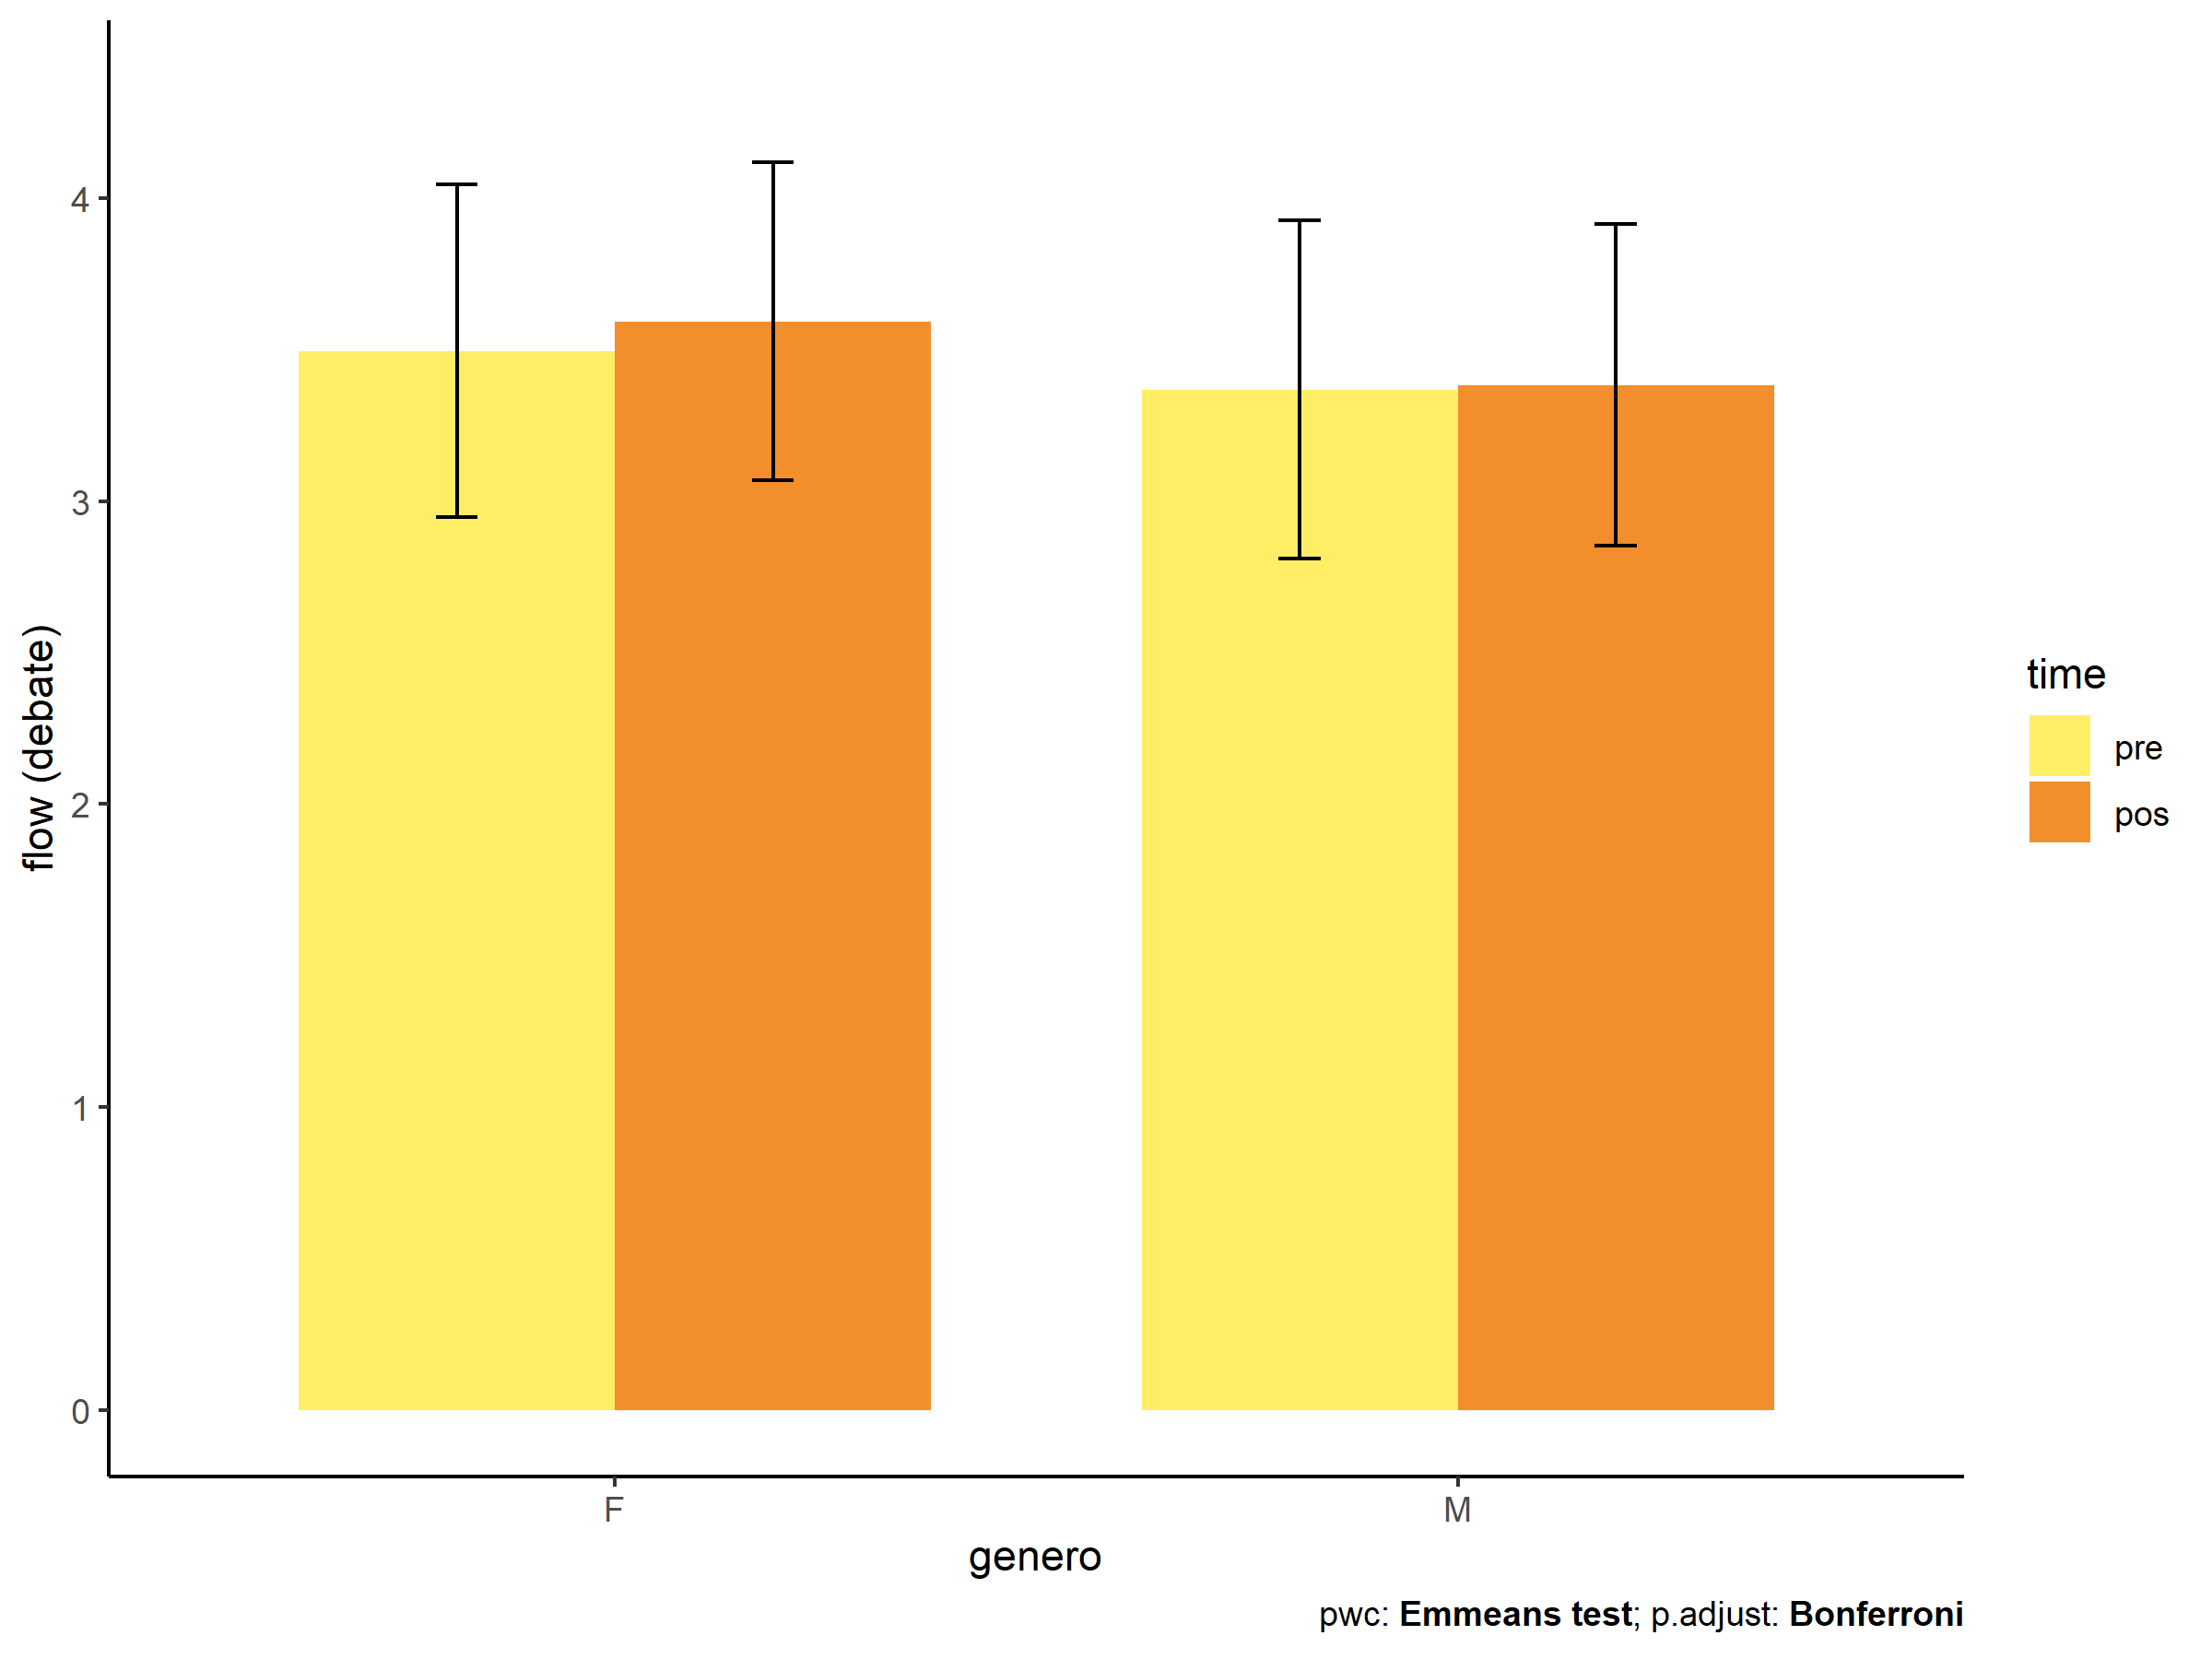 4
3
2
1
0
flow (debate)
F
M
genero
time
pre
pos
pwc: Emmeans test; p.adjust: Bonferroni